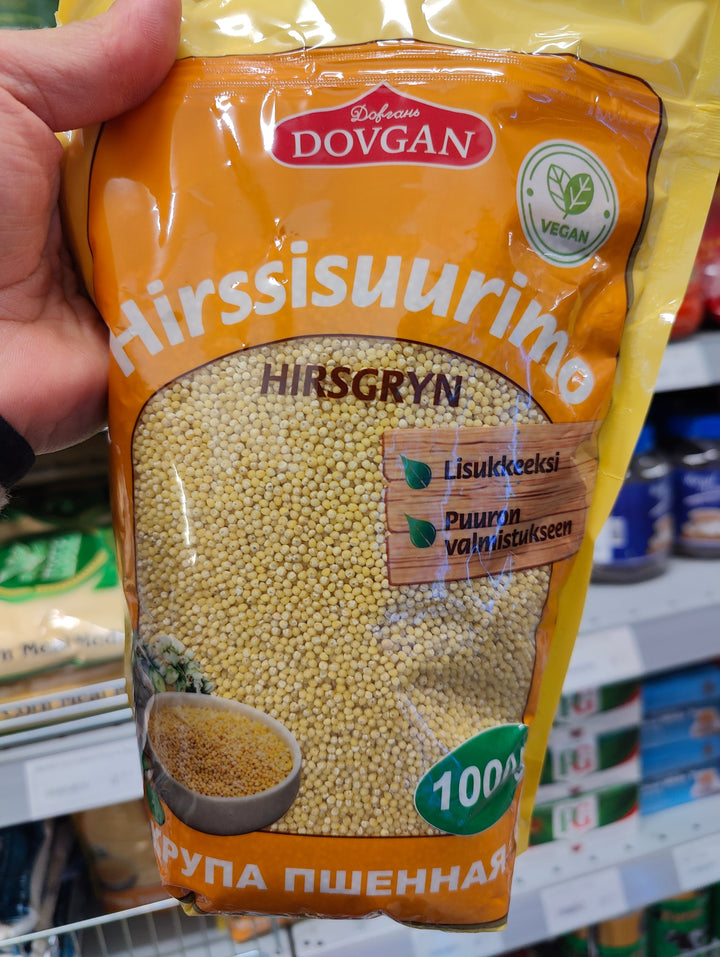 Довгань
DOVGAN
VEGAN
Hirssisuurimo
HIRSGRYN
Lisukkeeksi
Puuron
valmistukseen
1000
КРУПА ПШЕННАЯ